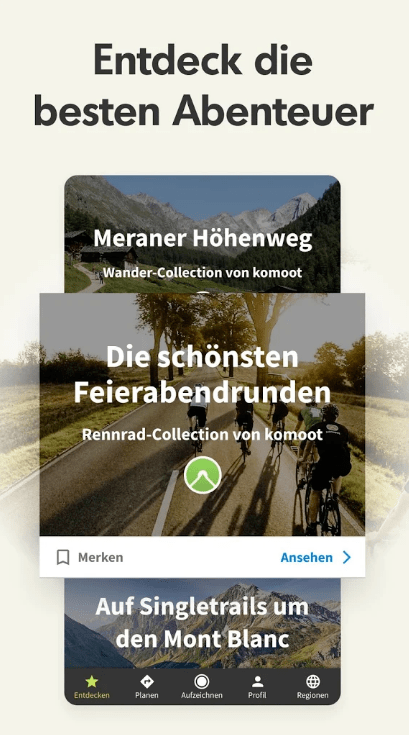 Entdeck die
besten Abenteuer
Meraner Höhenweg
Wander-Collection von komoot
Die schönsten
Feierabendrunden
Rennrad-Collection von komoot
Merken
Ansehen
Auf Singletrails um
den Mont Blanc
Entdecken
Planen
Aufzeichnen
Profil
Regionen